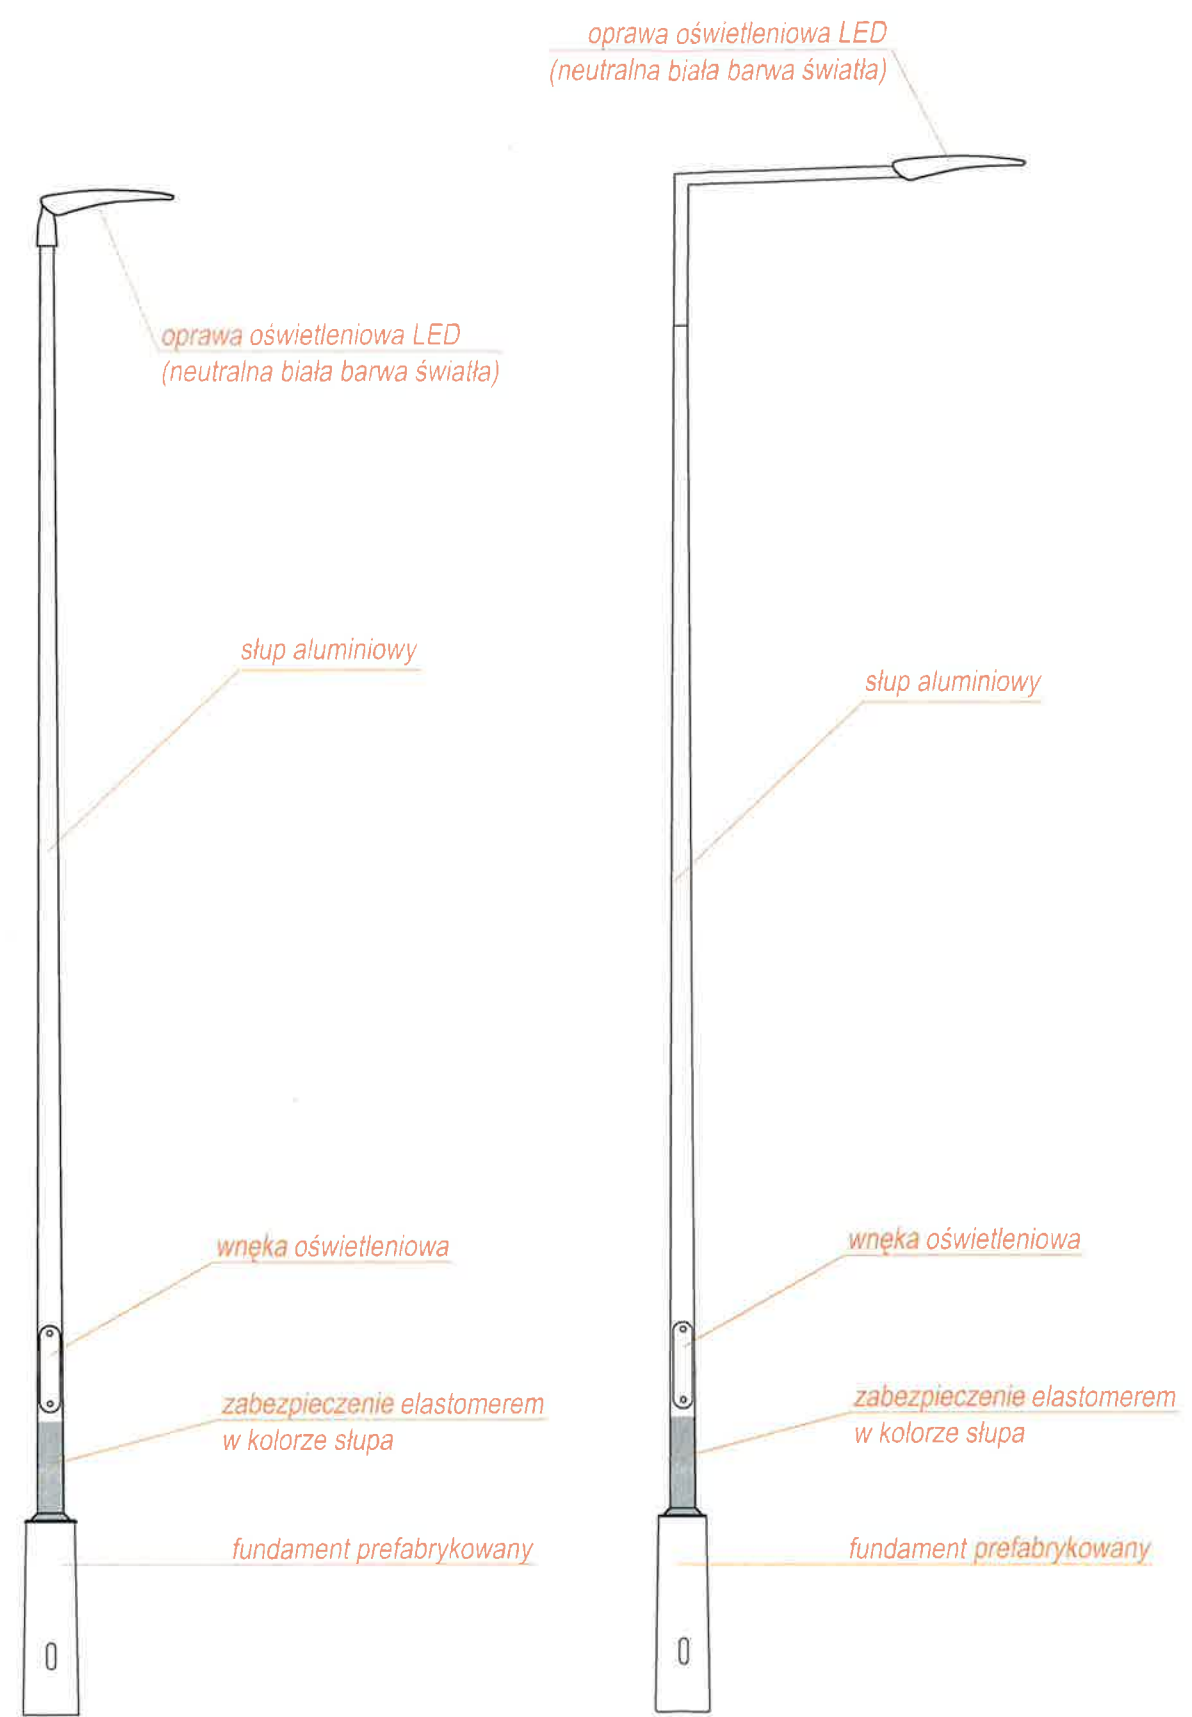 oprawa oświetleniowa LED
(neutralna biała barwa światła)
oprawa oświetleniowa LED
(neutralna biała barwa światła)
słup aluminiowy
słup aluminiowy
wnęka oświetleniowa
wnęka oświetleniowa
zabezpieczenie elastomerem
w kolorze słupa
zabezpieczenie elastomerem
w kolorze słupa
fundament prefabrykowany
fundament prefabrykowany